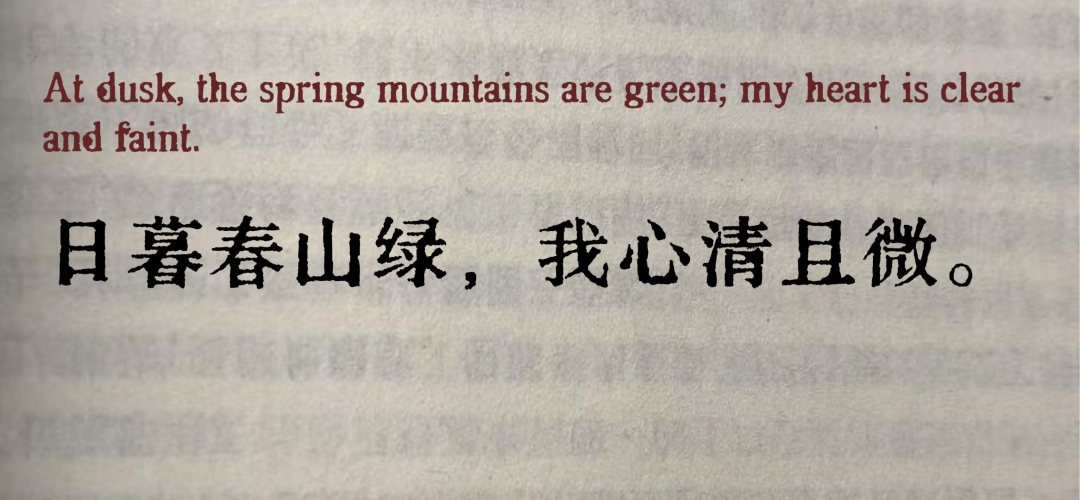 At dusk, the spring mountains are green; my heart is clear
and faint.
日暮春山绿，我心清且微。